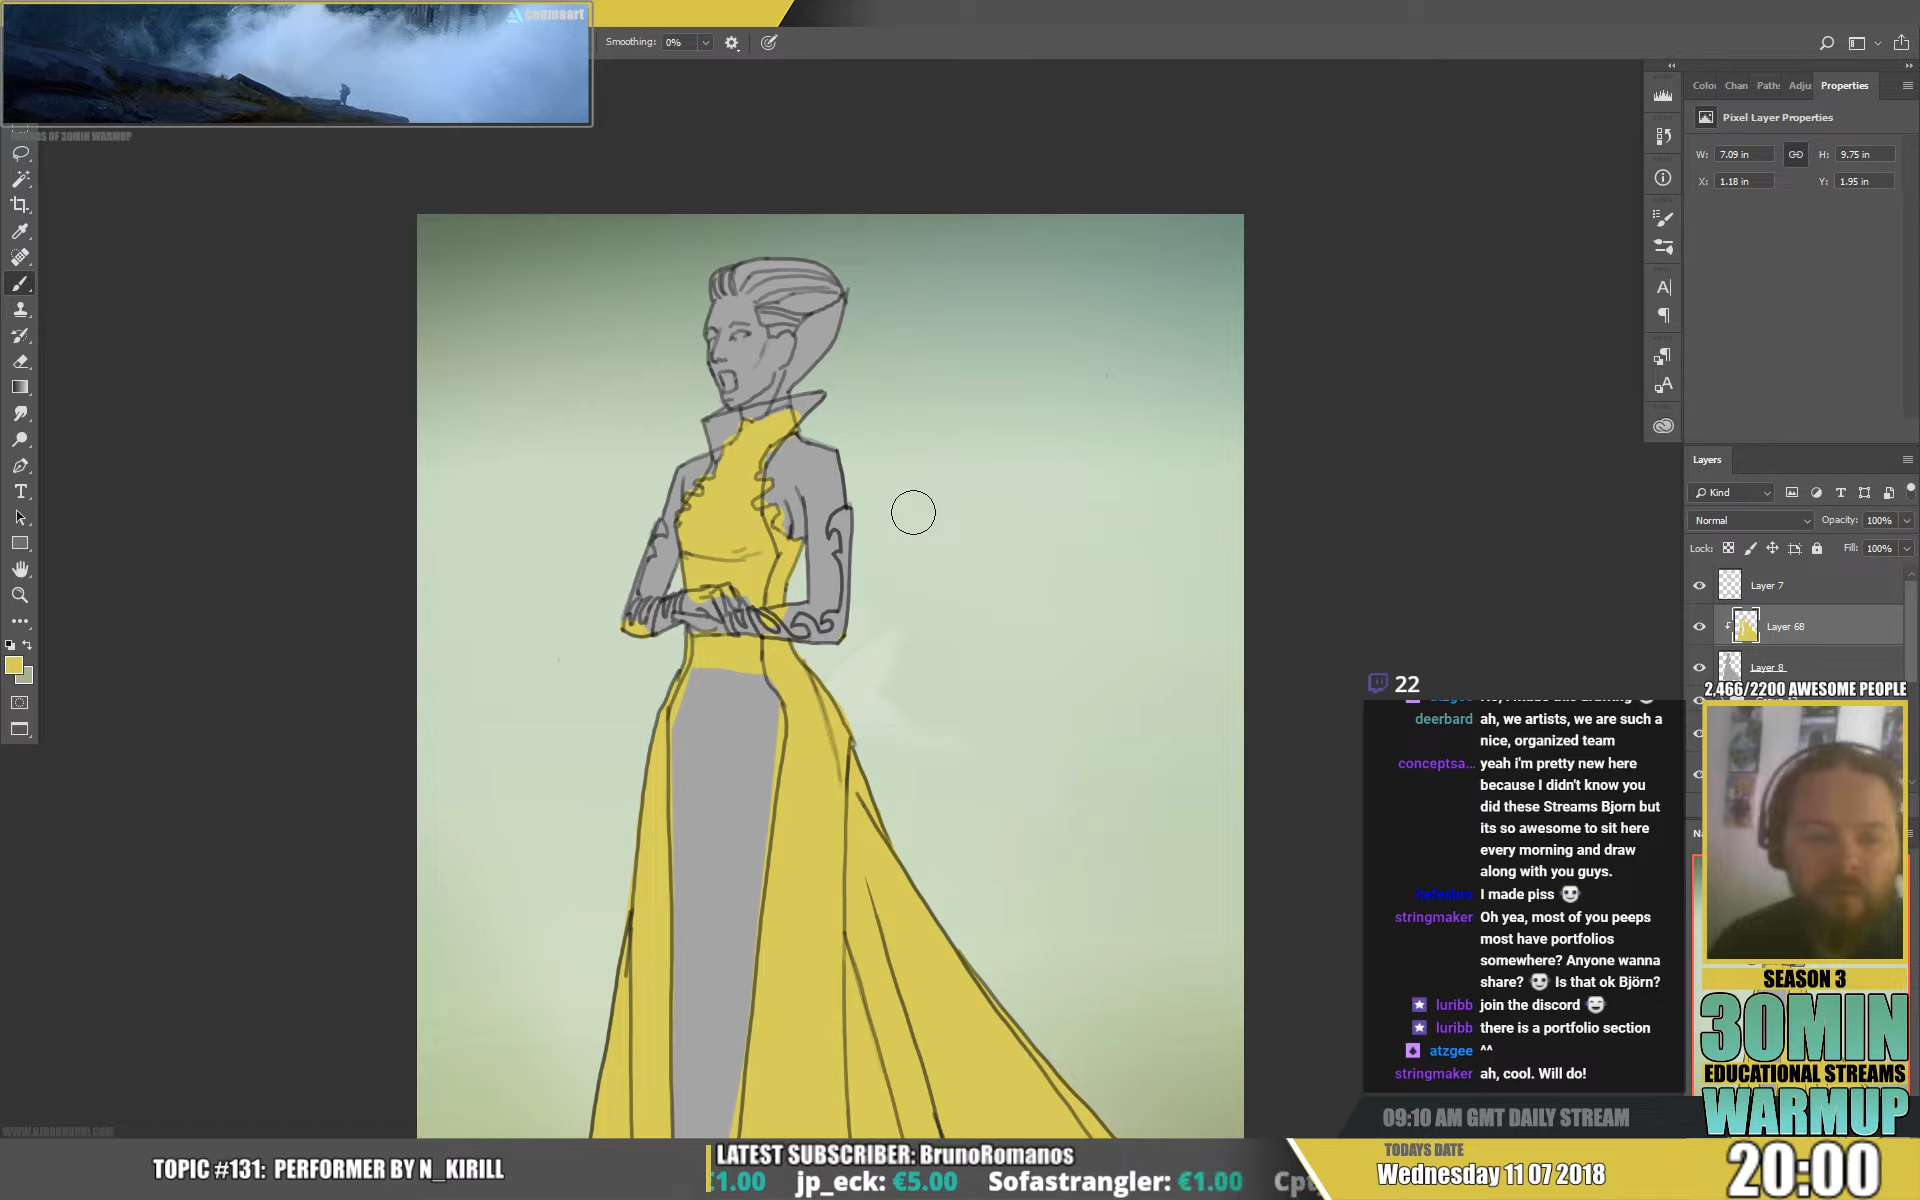 cosmoart
Smoothing: 0%
OF 30MIN WARMUP
Chan Path: Adju Properties
Pixel Layer Properties
W: 7.09 in H: 9.75 in
X: 1.18 in Y: 1.95 in
Layers
Kind
Normal Opacity: 100%
Lock: Fill: 100%
Layer 7
Layer 68
Layer 8
2,466/2200 AWESOME PEOPLE
22
deerbard ah, we artists, we are such a
nice, organized team
conceptsa... yeah i'm pretty new here
because I didn't know you
did these Streams Bjorn but
its so awesome to sit here
every morning and draw
along with you guys.
hefesbro I made piss
stringmaker Oh yea, most of you peeps
most have portfolios
somewhere? Anyone wanna
share? Is that ok Björn?
luribb join the discord
luribb there is a portfolio section
atzgee ^^
stringmaker ah, cool. Will do!
SEASON 3
30MIN
EDUCATIONAL STREAMS
WARMUP
09:10 AM GMT DAILY STREAM
TOPIC #131: PERFORMER BY N_KIRILL
LATEST SUBSCRIBER: BrunoRomanos
€1.00 jp_eck: €5.00 Sofastrangler: €1.00 Cpt
TODAYS DATE
Wednesday 11 07 2018
20:00